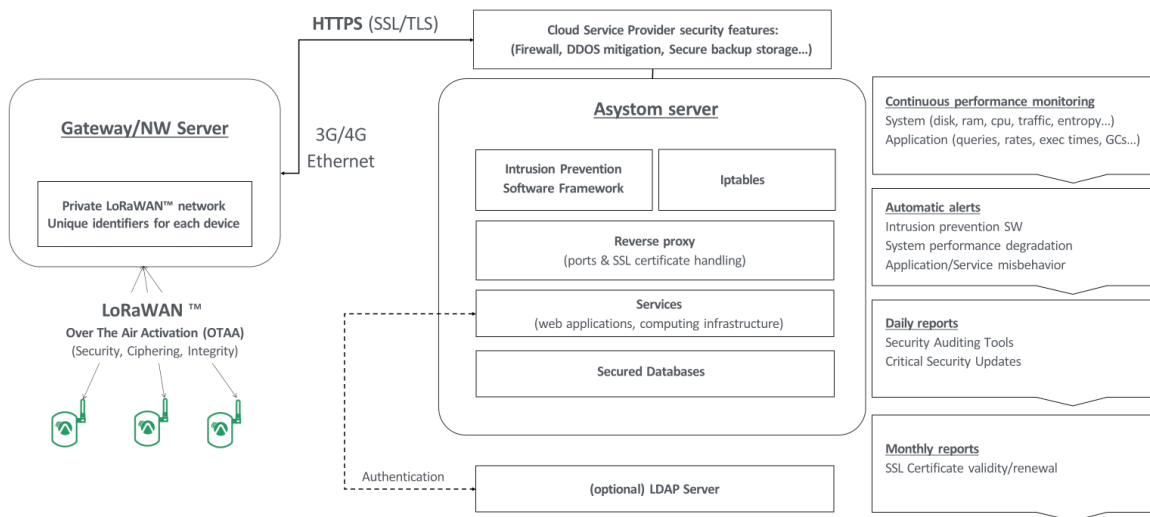 HTTPS (SSL/TLS)
Cloud Service Provider security features:
(Firewall, DDOS mitigation, Secure backup storage...)
Gateway/NW Server
3G/4G
Ethernet
Private LoRaWAN™ network
Unique identifiers for each device
LoRaWAN ™
Over The Air Activation (OTAA)
(Security, Ciphering, Integrity)
Asystom server
Intrusion Prevention
Software Framework
Iptables
Reverse proxy
(ports & SSL certificate handling)
Services
(web applications, computing infrastructure)
Secured Databases
Authentication
(optional) LDAP Server
Continuous performance monitoring
System (disk, ram, cpu, traffic, entropy...)
Application (queries, rates, exec times, GCs...)
Automatic alerts
Intrusion prevention SW
System performance degradation
Application/Service misbehavior
Daily reports
Security Auditing Tools
Critical Security Updates
Monthly reports
SSL Certificate validity/renewal